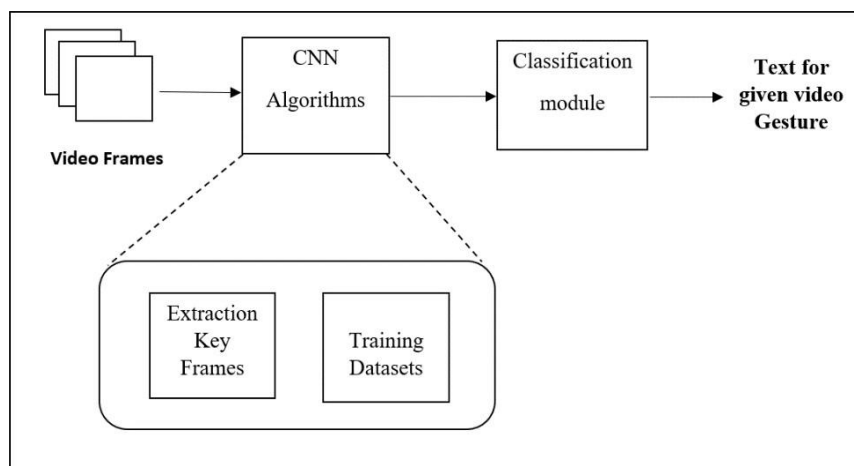 Video Frames
CNN
Algorithms
Classification
module
Text for
given video
Gesture
Extraction
Key
Frames
Training
Datasets